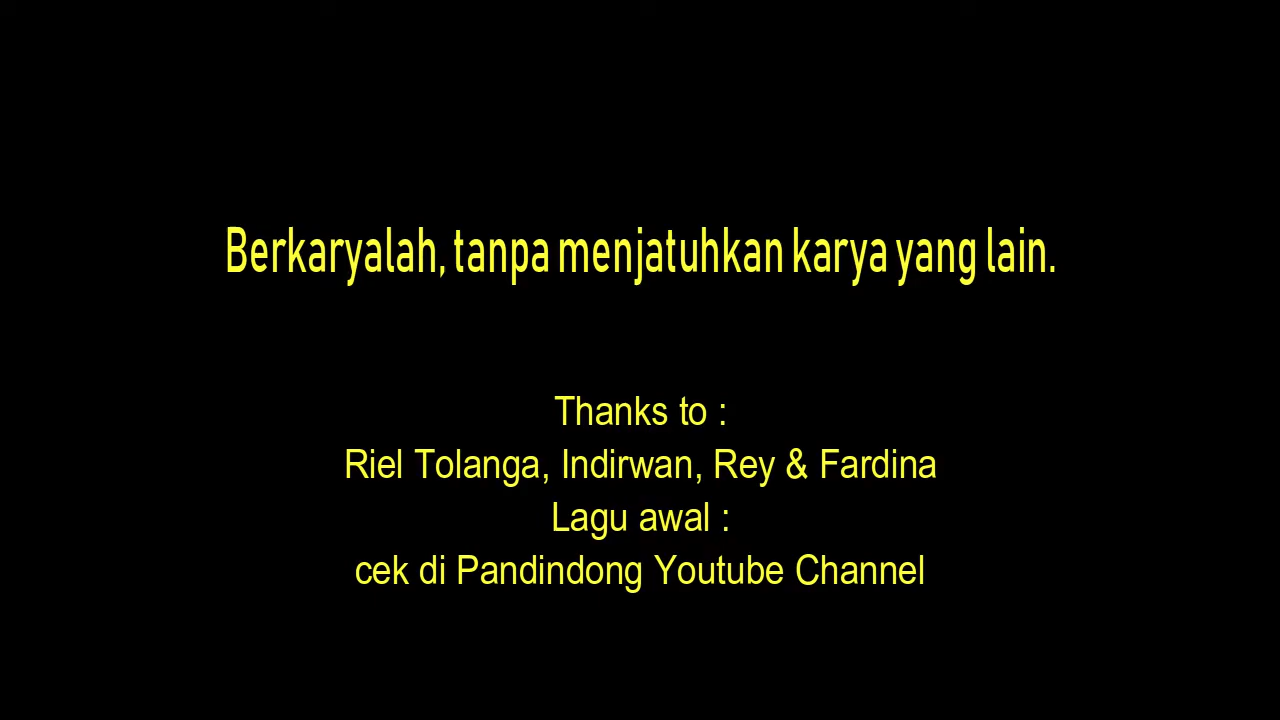 Berkaryalah, tanpa menjatuhkan karya yang lain.
Thanks to :
Riel Tolanga, Indirwan, Rey & Fardina
Lagu awal :
cek di Pandindong Youtube Channel